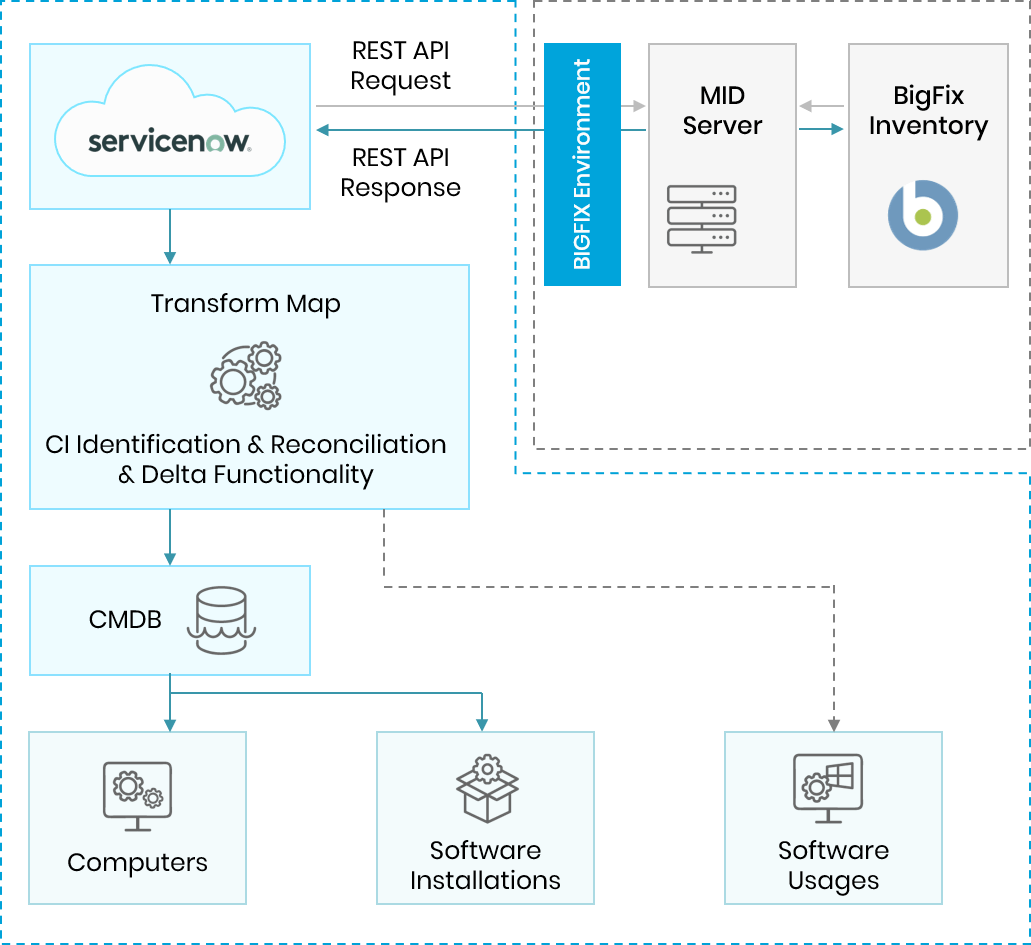 REST API
Request
servicenow
REST API
Response
BIGFIX Environment
MID
Server
BigFix
Inventory
Transform Map
CI Identification & Reconciliation
& Delta Functionality
CMDB
Computers
Software
Installations
Software
Usages